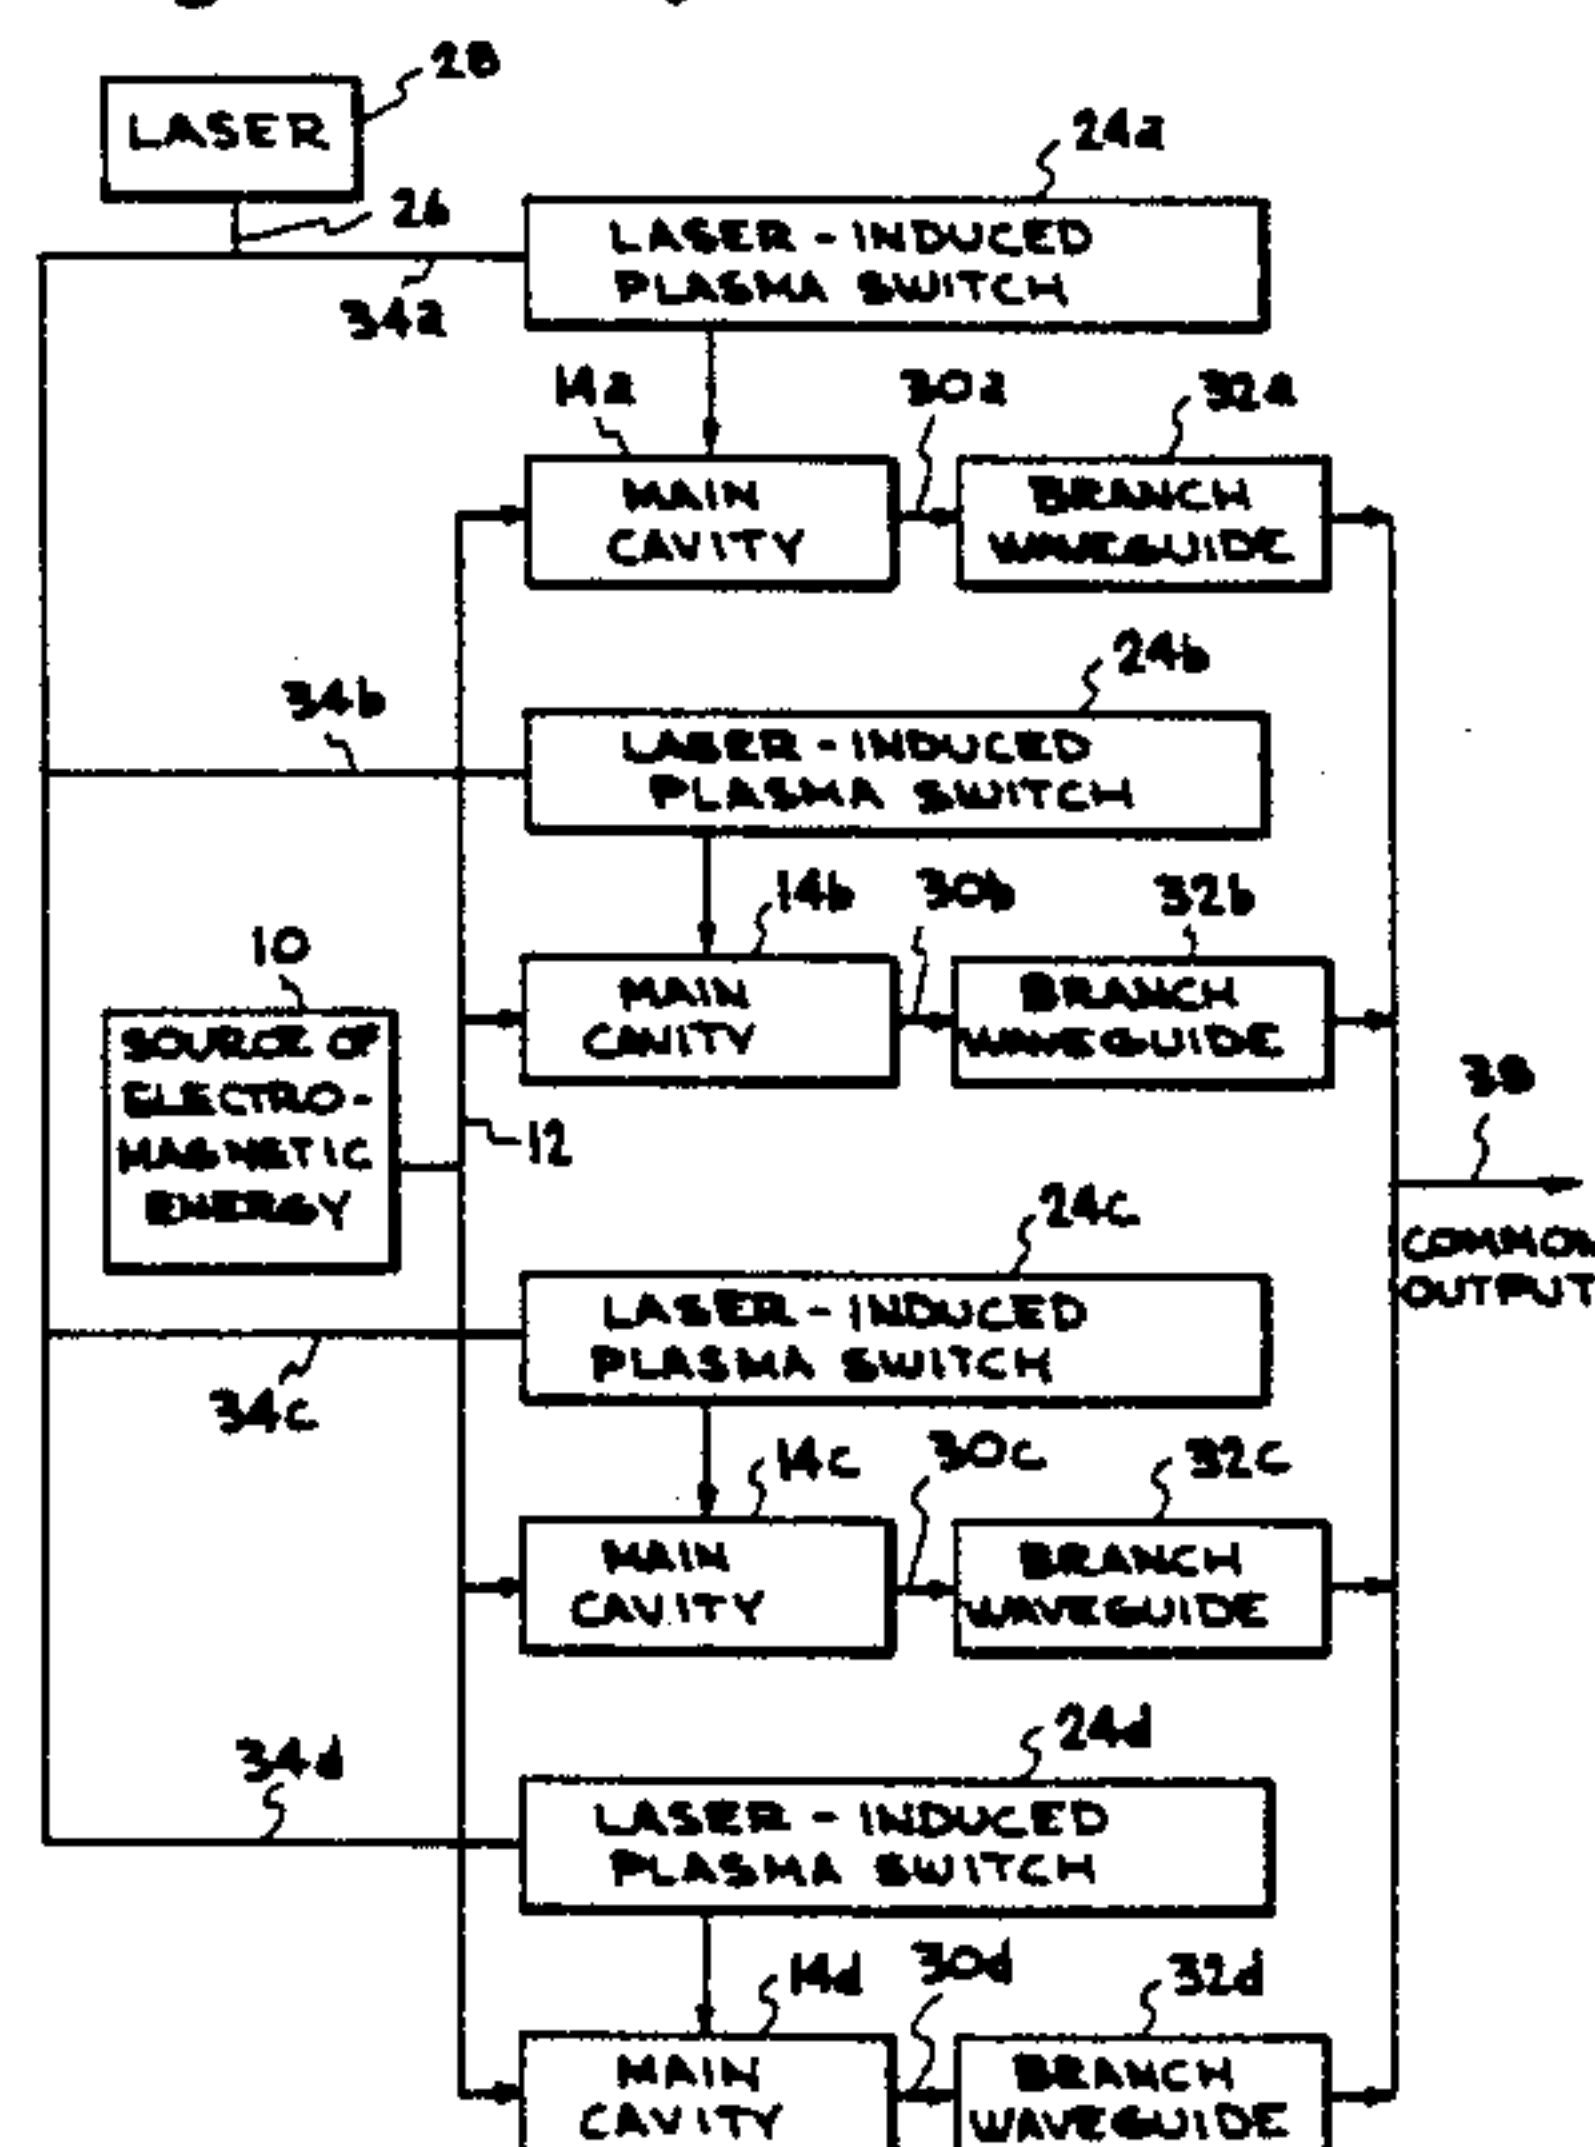 28
LASER
26
24a
LASER - INDUCED
PLASMA SWITCH
34a
14a
30a
32a
MAIN
CAVITY
BRANCH
WAVEGUIDE
24b
34b
LASER - INDUCED
PLASMA SWITCH
14b
30b
32b
10
MAIN
CAVITY
BRANCH
WAVEGUIDE
SOURCE OF
ELECTRO-
MAGNETIC
ENERGY
12
38
COMMON
OUTPUT
24c
LASER - INDUCED
PLASMA SWITCH
34c
14c
30c
32c
MAIN
CAVITY
BRANCH
WAVEGUIDE
24d
34d
LASER - INDUCED
PLASMA SWITCH
14d
30d
32d
MAIN
CAVITY
BRANCH
WAVEGUIDE